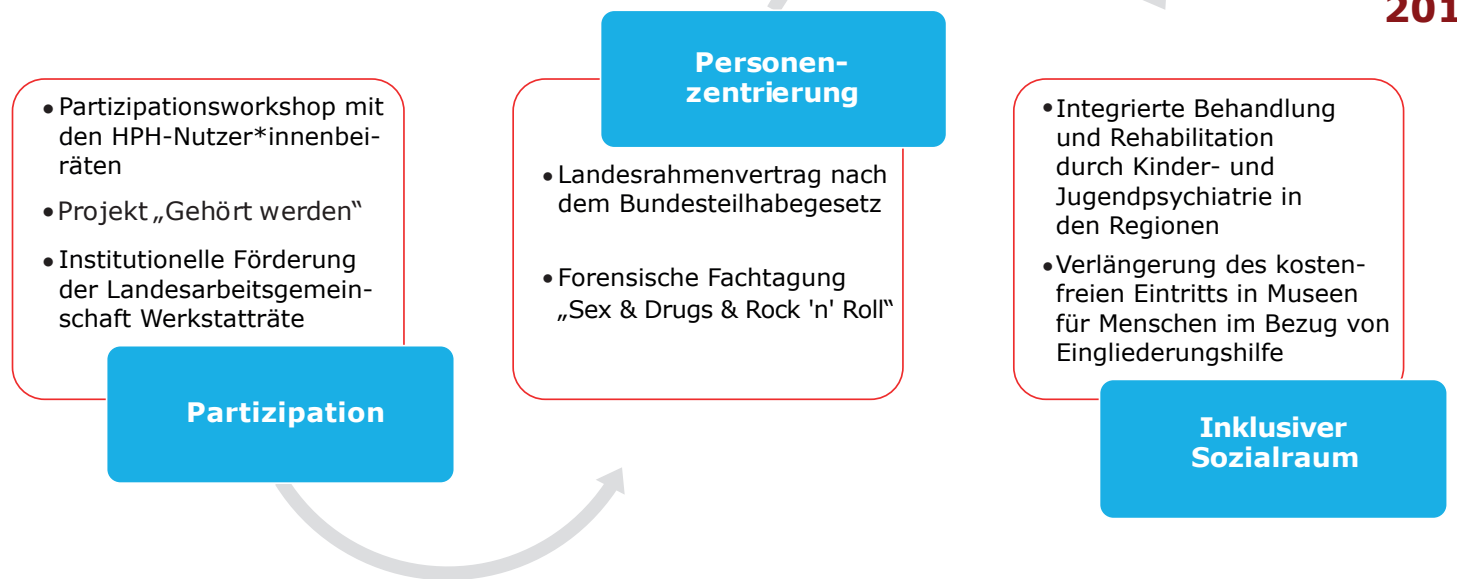 201
• Partizipationsworkshop mit
den HPH-Nutzer*innenbei-
räten
• Projekt „Gehört werden“
• Institutionelle Förderung
der Landesarbeitsgemein-
schaft Werkstatträte
Partizipation
Personen-
zentrierung
• Landesrahmenvertrag nach
dem Bundesteilhabegesetz
• Forensische Fachtagung
„Sex & Drugs & Rock 'n' Roll“
• Integrierte Behandlung
und Rehabilitation
durch Kinder- und
Jugendpsychiatrie in
den Regionen
• Verlängerung des kosten-
freien Eintritts in Museen
für Menschen im Bezug von
Eingliederungshilfe
Inklusiver
Sozialraum